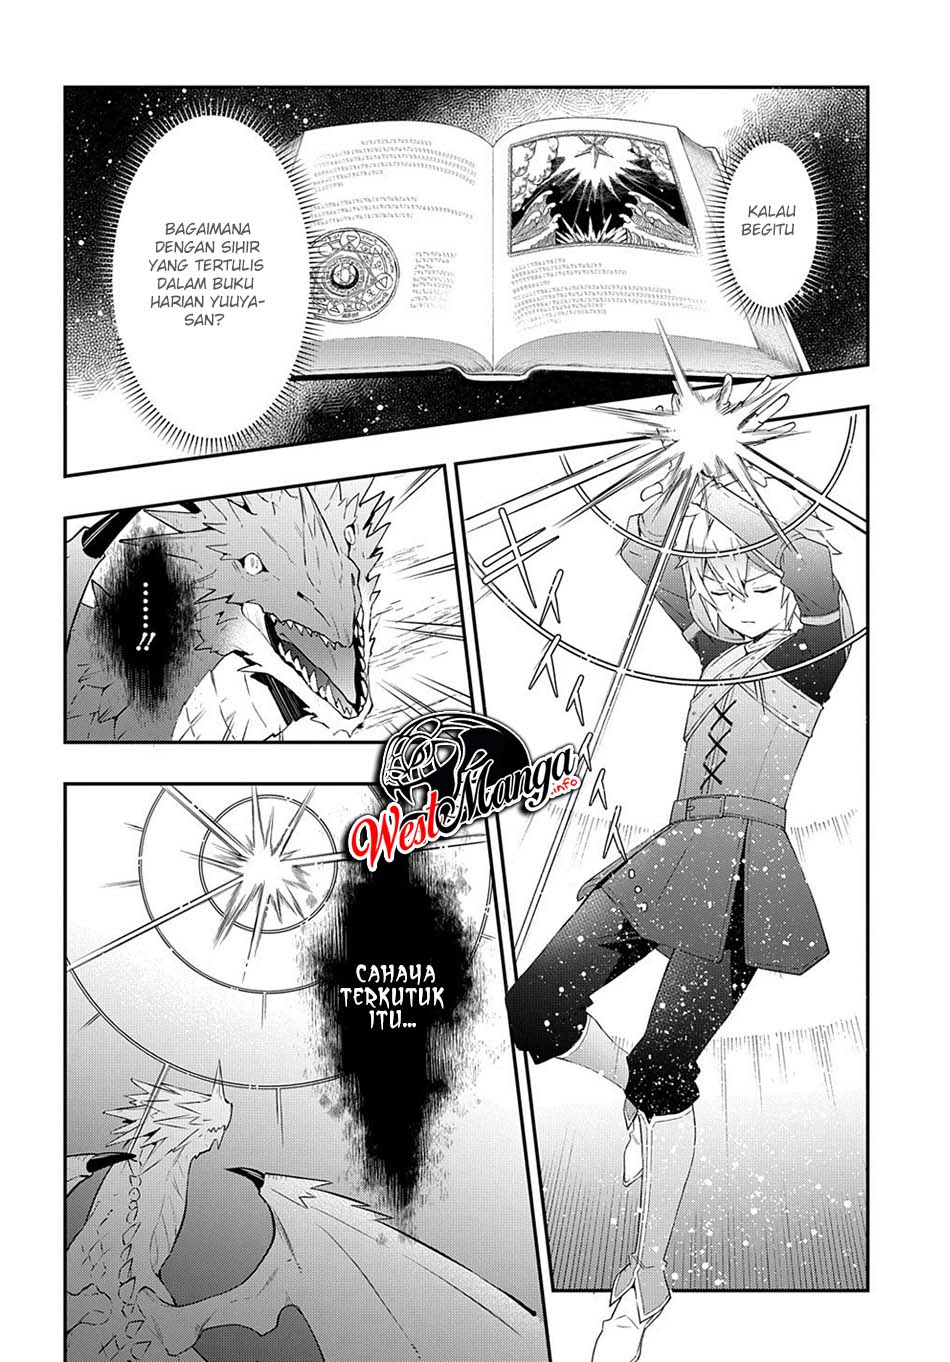 KALAU
BEGITU
BAGAIMANA
DENGAN SIHIR
YANG TERTULIS
DALAM BUKU
HARIAN YUUYA-
SAN?
......!!
WESTMANGA
.info
CAHAYA
TERKUTUK
ITU...